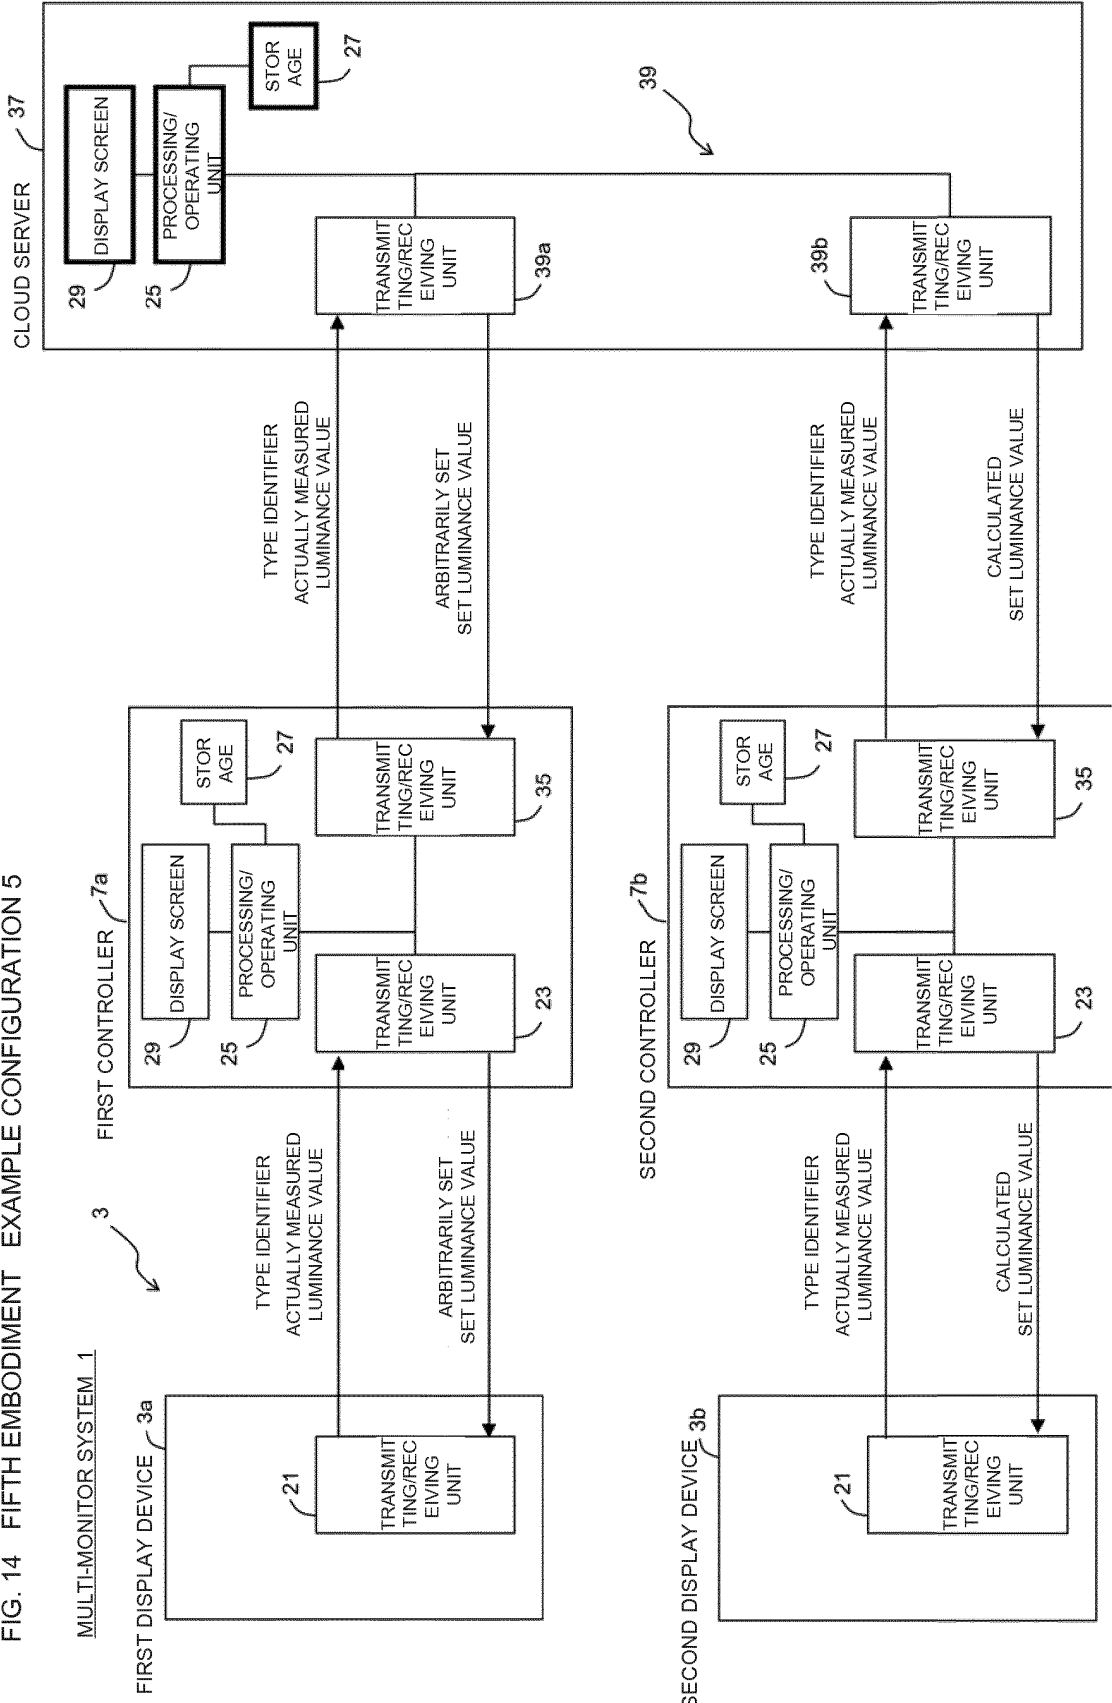 FIG. 14 FIFTH EMBODIMENT EXAMPLE CONFIGURATION 5
MULTI-MONITOR SYSTEM 1
3
FIRST DISPLAY DEVICE
3a
21
TRANSMIT
TING/REC
EIVING
UNIT
TYPE IDENTIFIER
ACTUALLY MEASURED
LUMINANCE VALUE
ARBITRARILY SET
SET LUMINANCE VALUE
FIRST CONTROLLER
7a
29
DISPLAY SCREEN
25
PROCESSING/
OPERATING
UNIT
STOR
AGE
27
TRANSMIT
TING/REC
EIVING
UNIT
23
TRANSMIT
TING/REC
EIVING
UNIT
35
TYPE IDENTIFIER
ACTUALLY MEASURED
LUMINANCE VALUE
ARBITRARILY SET
SET LUMINANCE VALUE
CLOUD SERVER
37
29
DISPLAY SCREEN
25
PROCESSING/
OPERATING
UNIT
STOR
AGE
27
TRANSMIT
TING/REC
EIVING
UNIT
39a
39
39b
TRANSMIT
TING/REC
EIVING
UNIT
SECOND DISPLAY DEVICE
3b
21
TRANSMIT
TING/REC
EIVING
UNIT
TYPE IDENTIFIER
ACTUALLY MEASURED
LUMINANCE VALUE
CALCULATED
SET LUMINANCE VALUE
SECOND CONTROLLER
7b
29
DISPLAY SCREEN
25
PROCESSING/
OPERATING
UNIT
STOR
AGE
27
TRANSMIT
TING/REC
EIVING
UNIT
23
TRANSMIT
TING/REC
EIVING
UNIT
35
TYPE IDENTIFIER
ACTUALLY MEASURED
LUMINANCE VALUE
CALCULATED
SET LUMINANCE VALUE